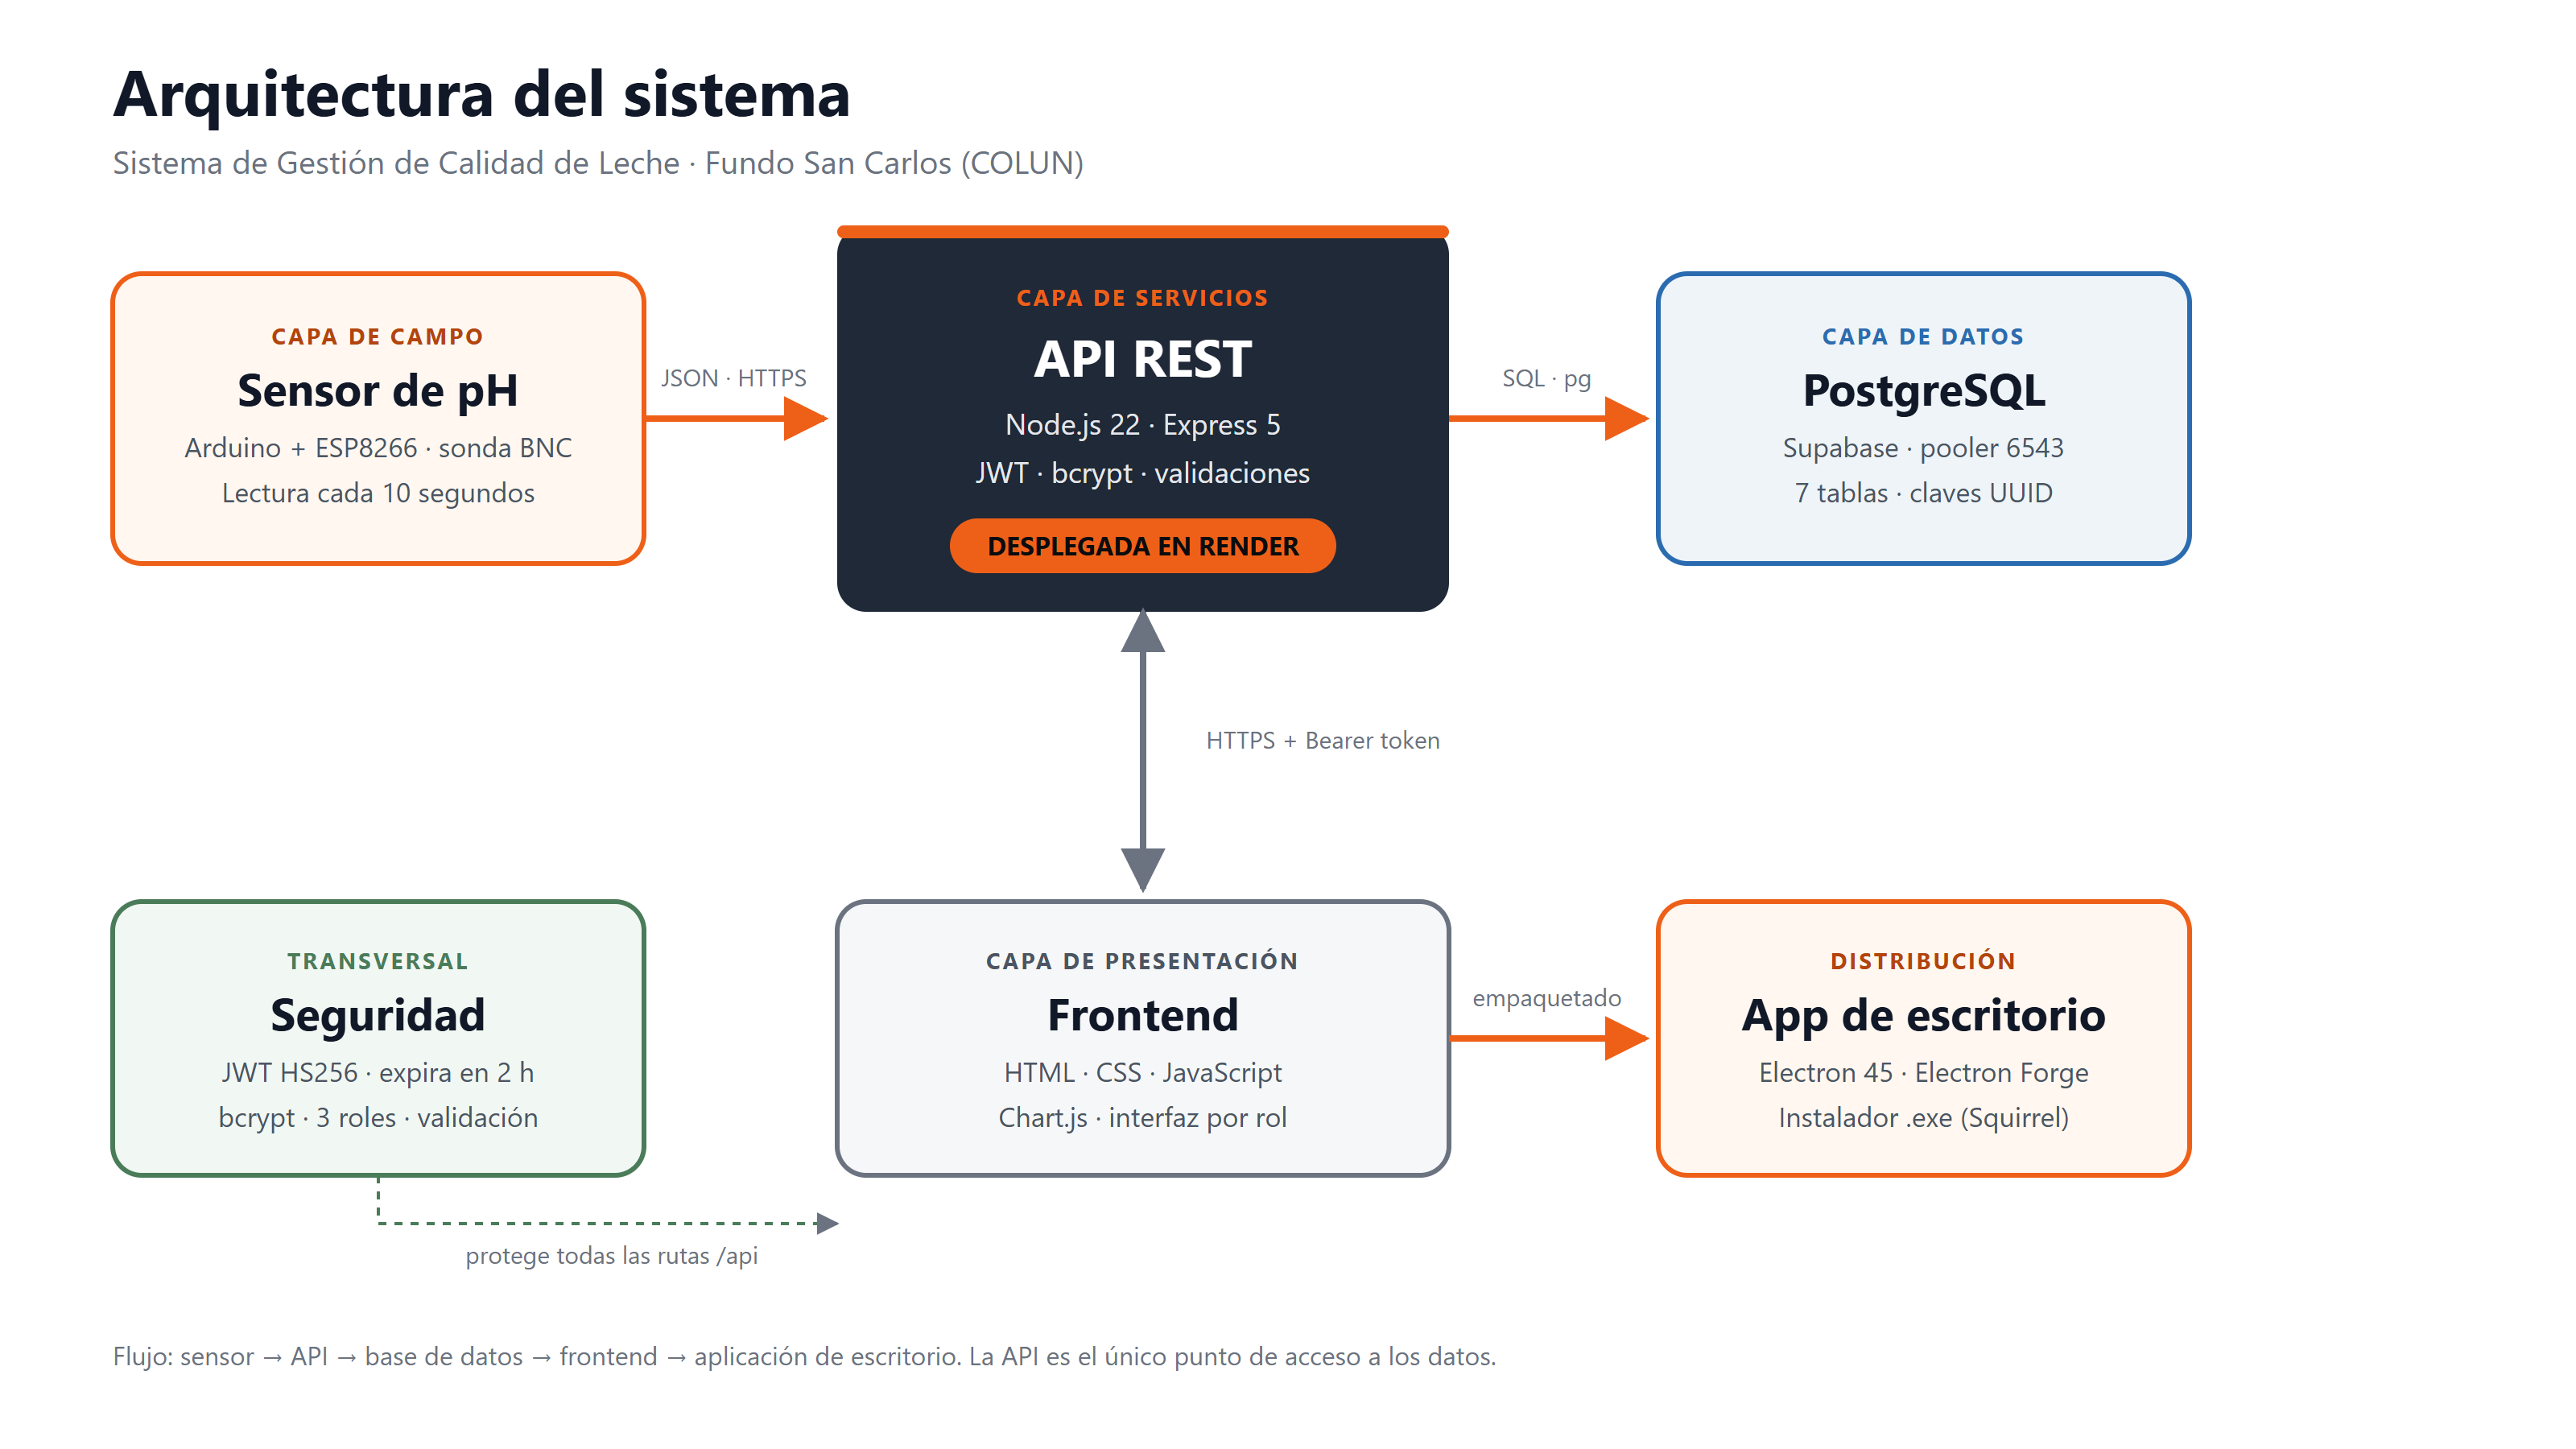 Arquitectura del sistema
Sistema de Gestión de Calidad de Leche · Fundo San Carlos (COLUN)
CAPA DE CAMPO
Sensor de pH
Arduino + ESP8266 · sonda BNC
Lectura cada 10 segundos
JSON · HTTPS
CAPA DE SERVICIOS
API REST
Node.js 22 · Express 5
JWT · bcrypt · validaciones
DESPLEGADA EN RENDER
SQL · pg
CAPA DE DATOS
PostgreSQL
Supabase · pooler 6543
7 tablas · claves UUID
HTTPS + Bearer token
TRANSVERSAL
Seguridad
JWT HS256 · expira en 2 h
bcrypt · 3 roles · validación
protege todas las rutas /api
CAPA DE PRESENTACIÓN
Frontend
HTML · CSS · JavaScript
Chart.js · interfaz por rol
empaquetado
DISTRIBUCIÓN
App de escritorio
Electron 45 · Electron Forge
Instalador .exe (Squirrel)
Flujo: sensor → API → base de datos → frontend → aplicación de escritorio. La API es el único punto de acceso a los datos.